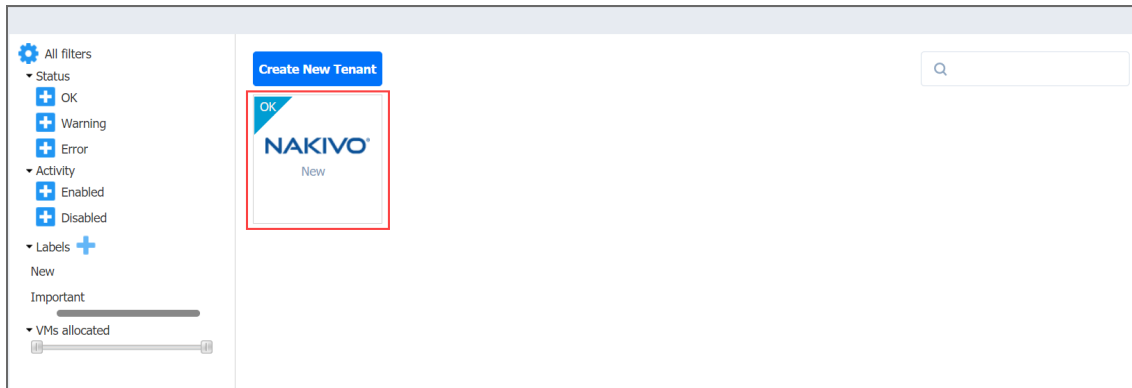 All filters
Status
OK
Warning
Error
Activity
Enabled
Disabled
Labels
New
Important
VMs allocated
Create New Tenant
OK
NAKIVO®
New